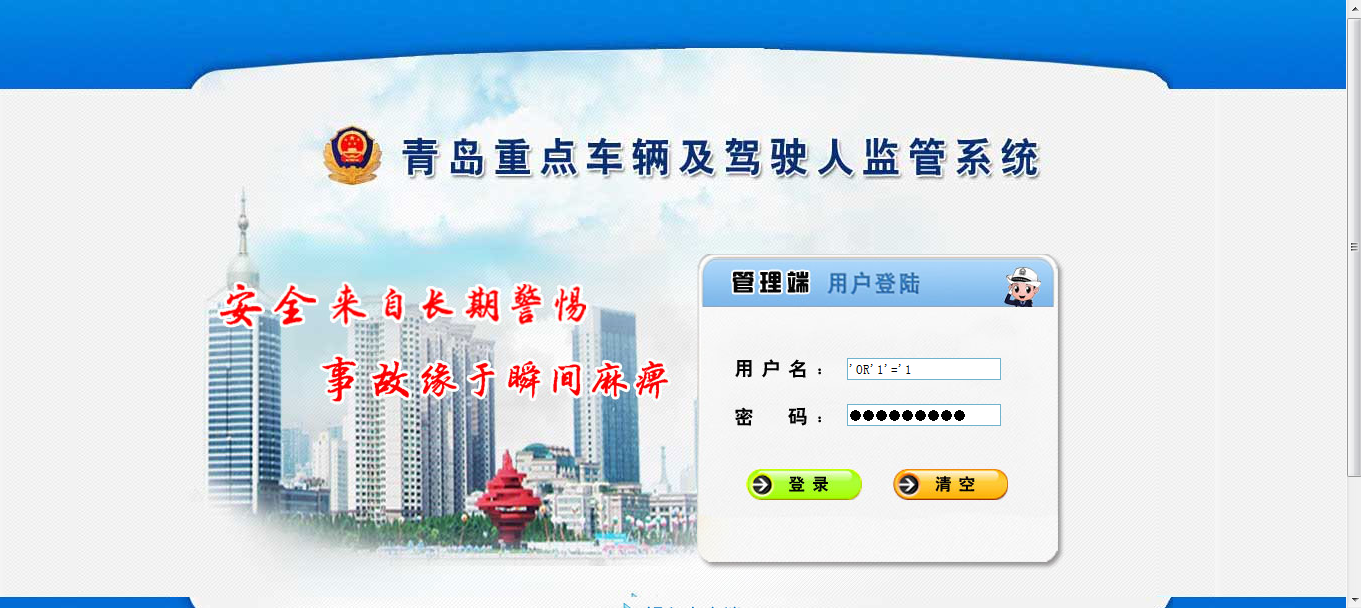 青岛重点车辆及驾驶人监管系统
安全来自长期警惕
事故缘于瞬间麻痹
管理端 用户登陆
用户名：'OR'1'='1
密 码：●●●●●●●●●
登录 清空